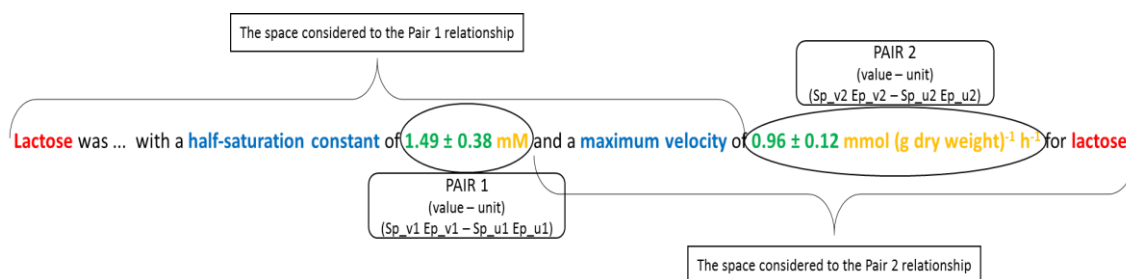 The space considered to the Pair 1 relationship
PAIR 2
(value – unit)
(Sp_v2 Ep_v2 – Sp_u2 Ep_u2)
Lactose was ... with a half-saturation constant of 1.49 ± 0.38 mM and a maximum velocity of 0.96 ± 0.12 mmol (g dry weight)⁻¹ h⁻¹ for lactose
PAIR 1
(value – unit)
(Sp_v1 Ep_v1 – Sp_u1 Ep_u1)
The space considered to the Pair 2 relationship